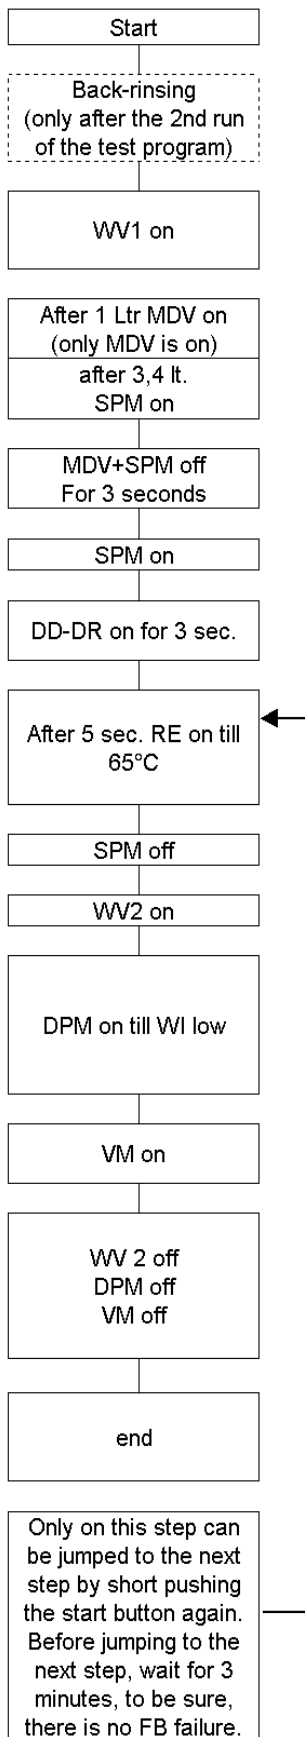 Start
Back-rinsing
(only after the 2nd run
of the test program)
WV1 on
After 1 Ltr MDV on
(only MDV is on)
after 3,4 lt.
SPM on
MDV+SPM off
For 3 seconds
SPM on
DD-DR on for 3 sec.
After 5 sec. RE on till
65°C
SPM off
WV2 on
DPM on till WI low
VM on
WV 2 off
DPM off
VM off
end
Only on this step can
be jumped to the next
step by short pushing
the start button again.
Before jumping to the
next step, wait for 3
minutes, to be sure,
there is no FB failure.